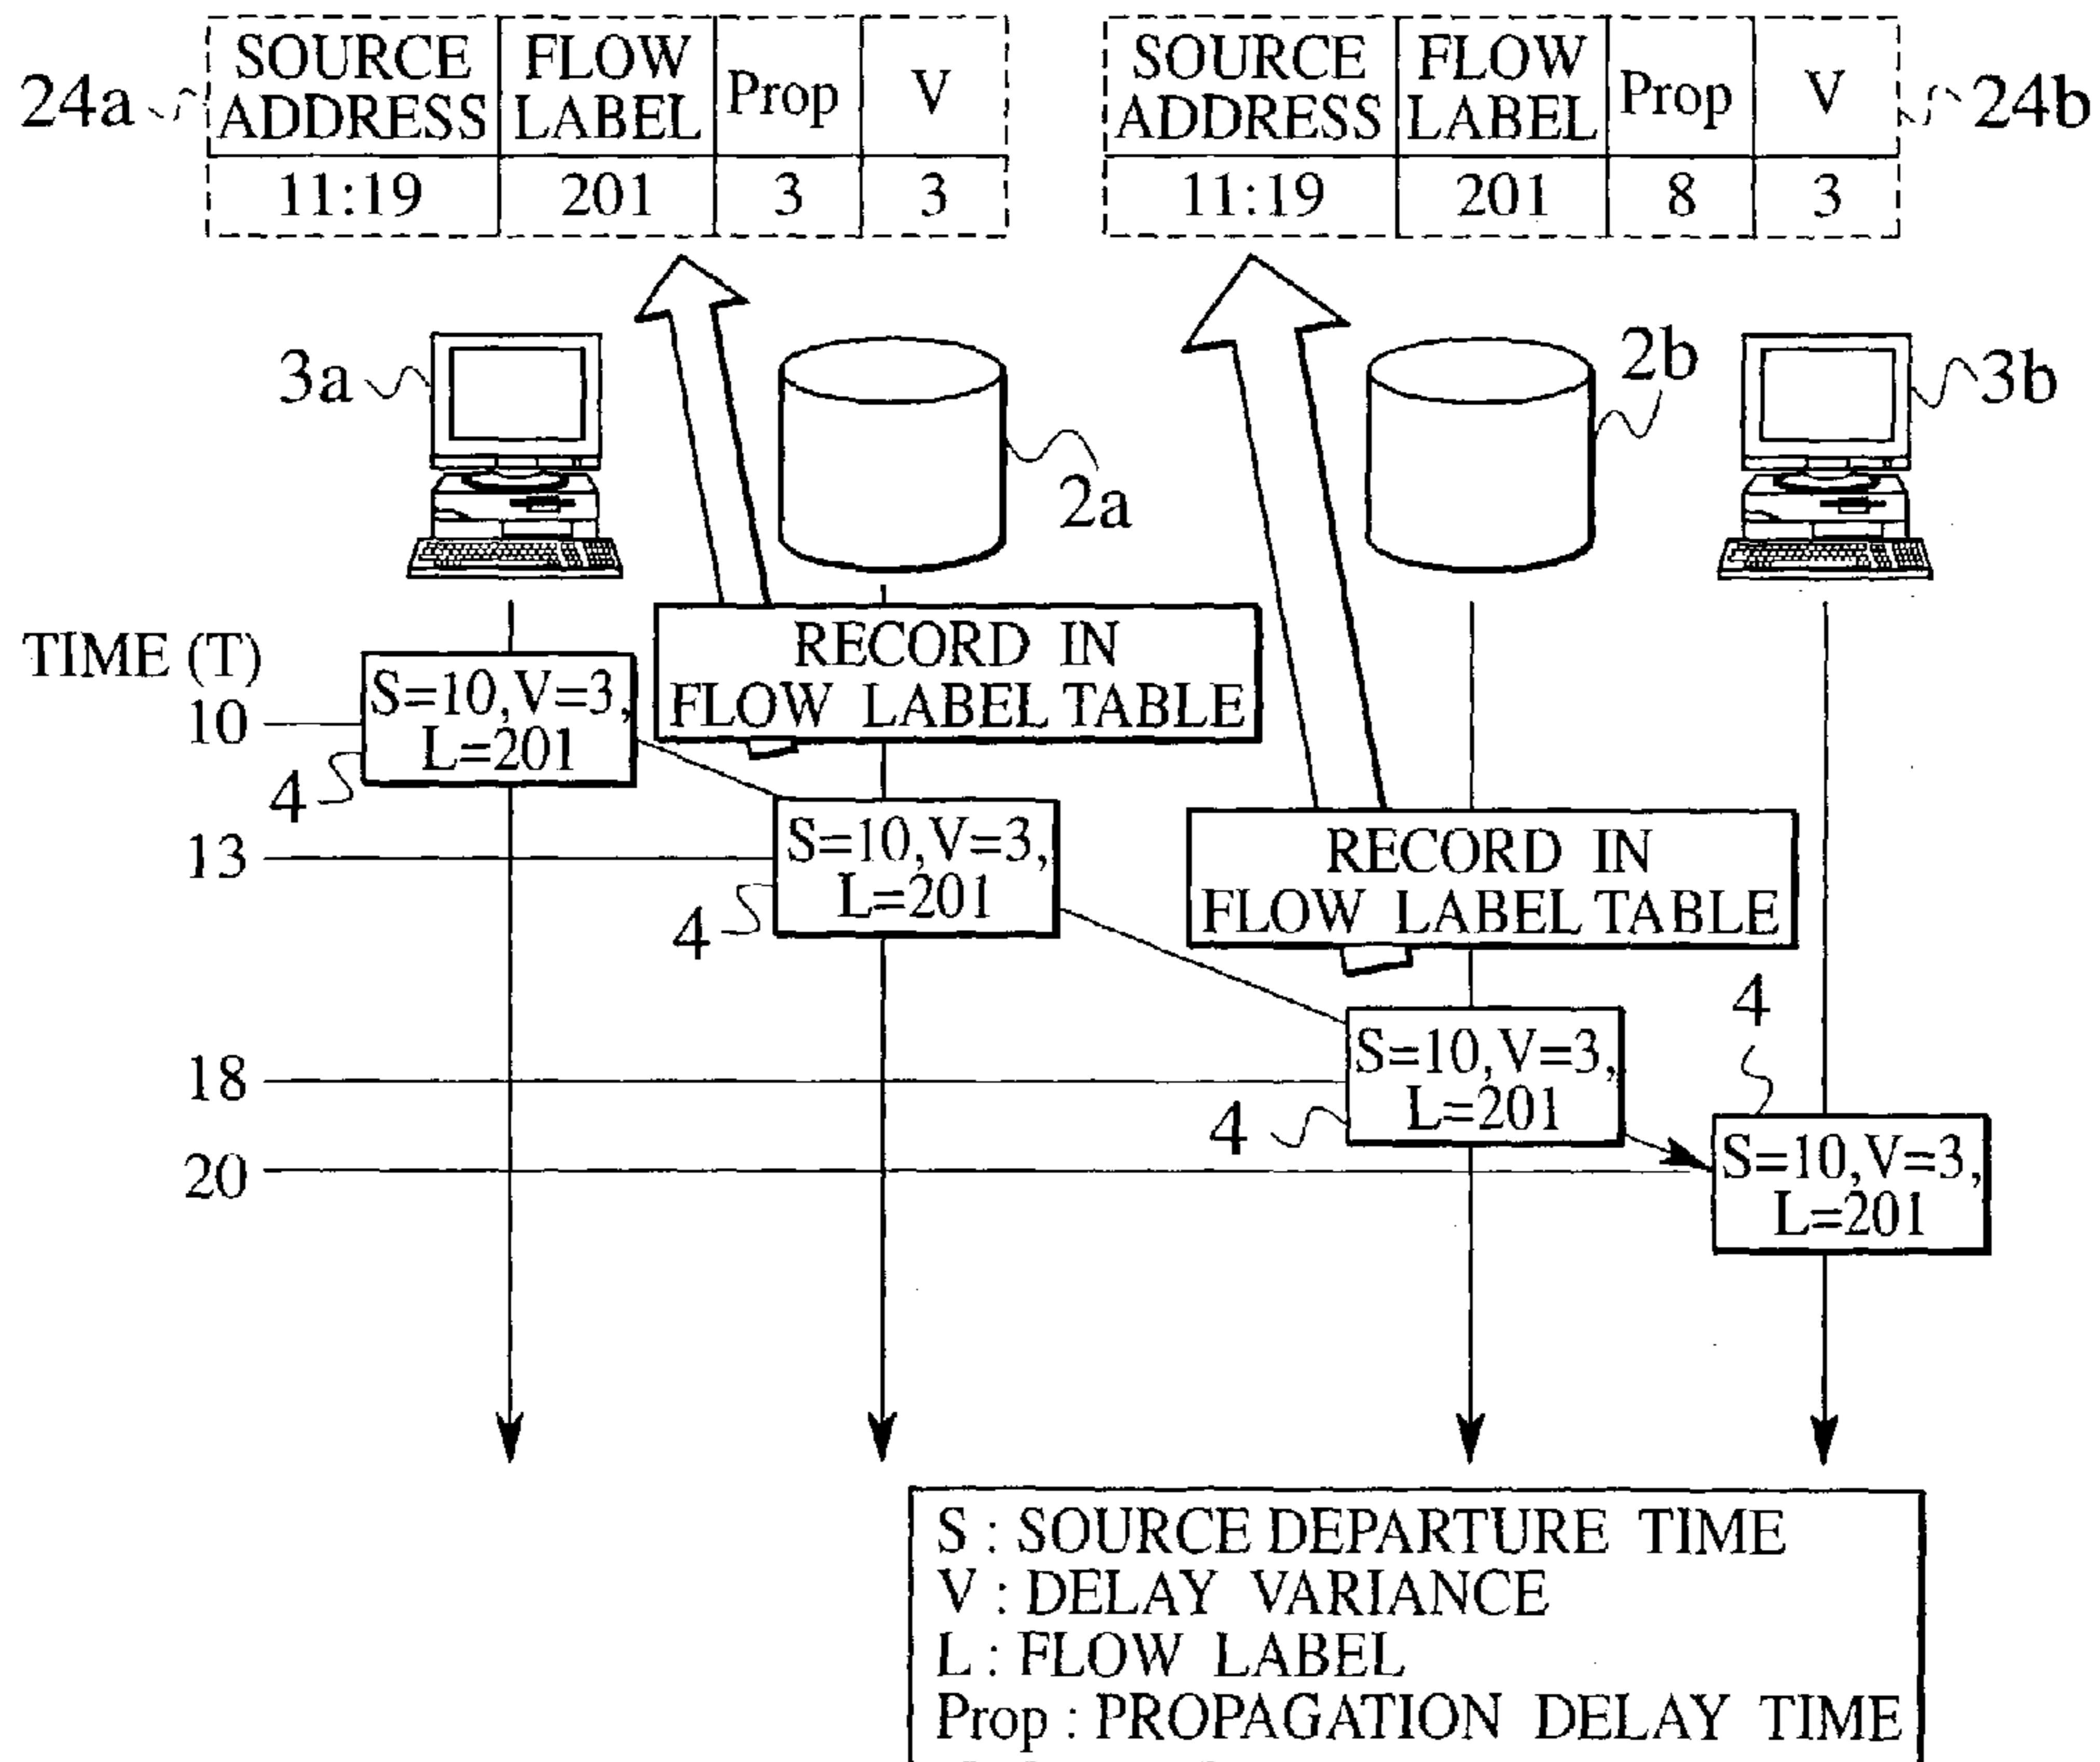 SOURCE ADDRESS FLOW LABEL Prop V
11:19 201 3 3
24a
SOURCE ADDRESS FLOW LABEL Prop V
11:19 201 8 3
24b
3a
2a
2b
3b
TIME (T)
10
S=10,V=3,
L=201
4
RECORD IN
FLOW LABEL TABLE
13
S=10,V=3,
L=201
4
RECORD IN
FLOW LABEL TABLE
18
S=10,V=3,
L=201
4
20
S=10,V=3,
L=201
4
S : SOURCE DEPARTURE TIME
V : DELAY VARIANCE
L : FLOW LABEL
Prop : PROPAGATION DELAY TIME